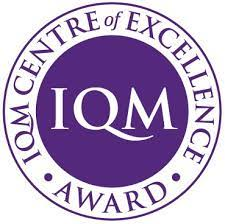 IQM CENTRE of EXCELLENCE
IQM
· AWARD ·